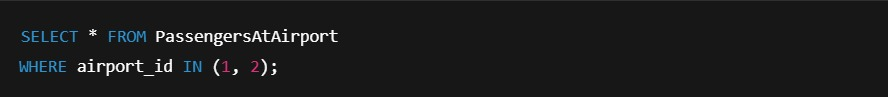 SELECT * FROM PassengersAtAirport
WHERE airport_id IN (1, 2);